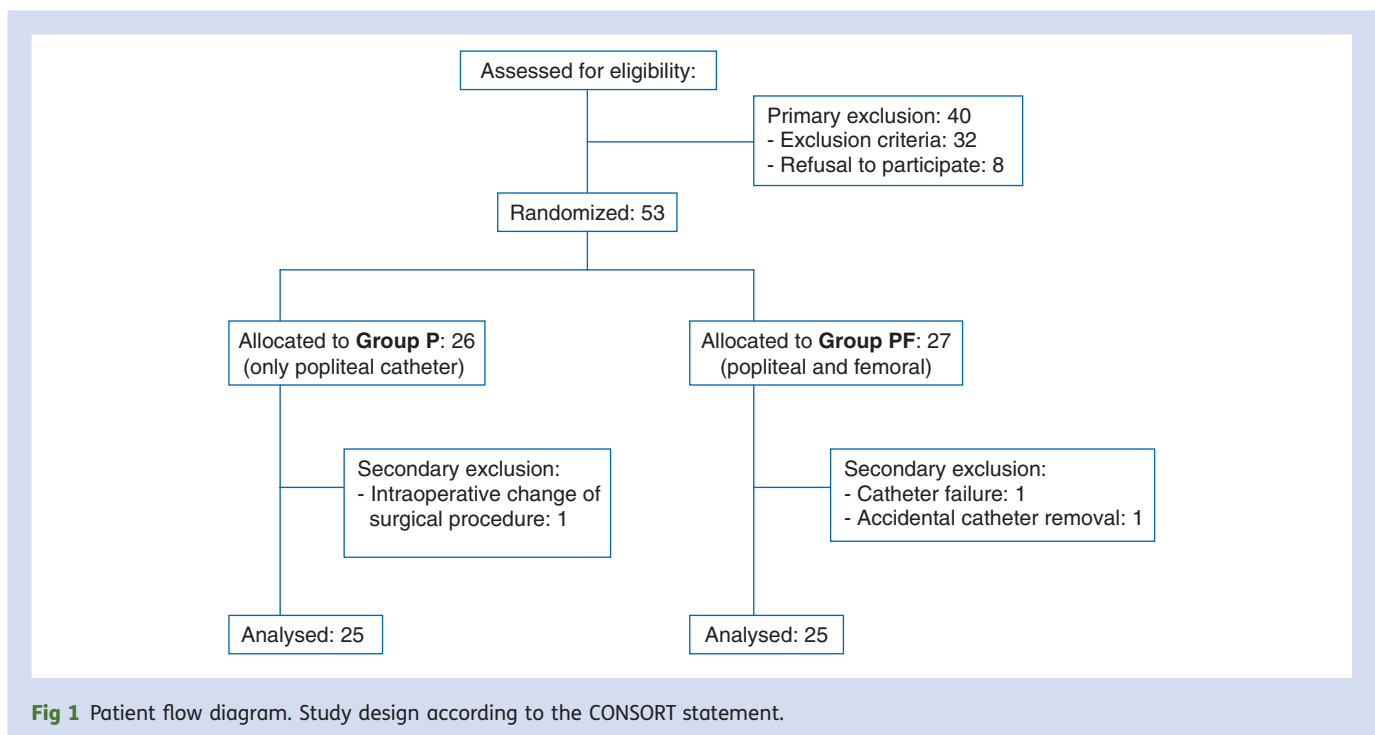 Assessed for eligibility:
Primary exclusion: 40
- Exclusion criteria: 32
- Refusal to participate: 8
Randomized: 53
Allocated to Group P: 26
(only popliteal catheter)
Allocated to Group PF: 27
(popliteal and femoral)
Secondary exclusion:
- Intraoperative change of
surgical procedure: 1
Secondary exclusion:
- Catheter failure: 1
- Accidental catheter removal: 1
Analysed: 25
Analysed: 25
Fig 1 Patient flow diagram. Study design according to the CONSORT statement.